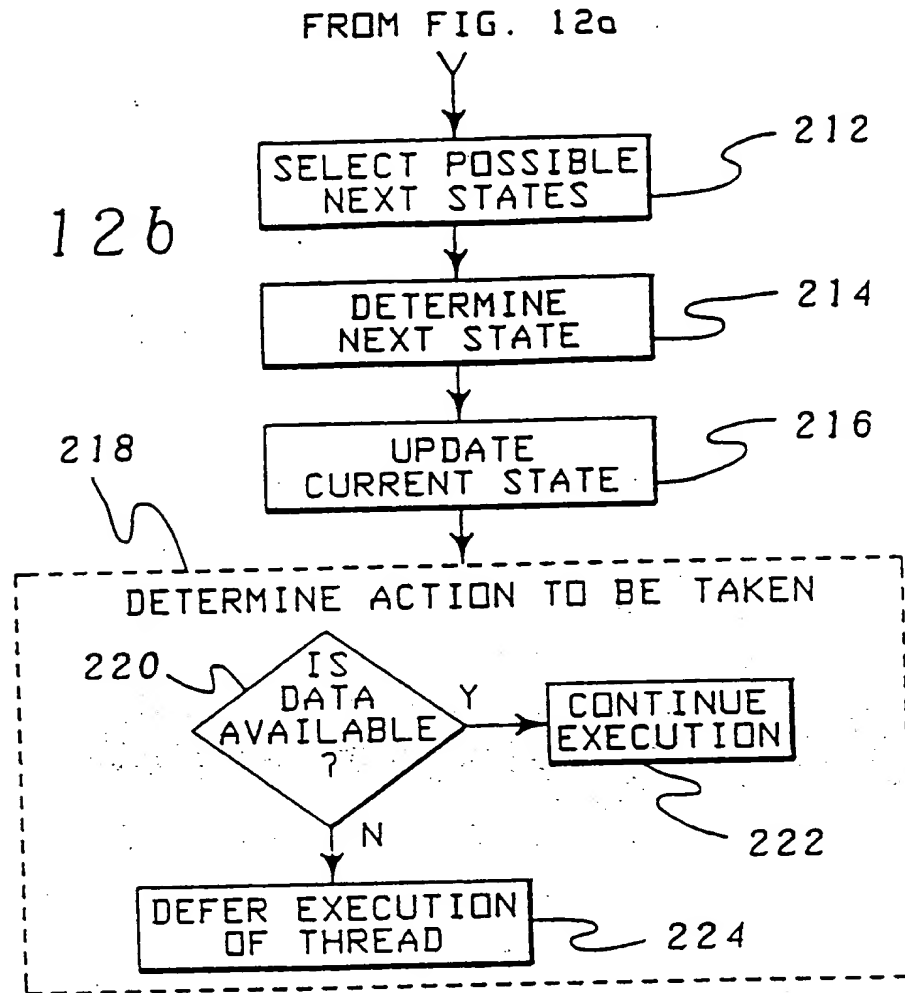 FROM FIG. 12a
SELECT POSSIBLE
NEXT STATES
212
12b
DETERMINE
NEXT STATE
214
UPDATE
CURRENT STATE
216
218
DETERMINE ACTION TO BE TAKEN
220
IS
DATA
AVAILABLE
?
Y
CONTINUE
EXECUTION
222
N
DEFER EXECUTION
OF THREAD
224